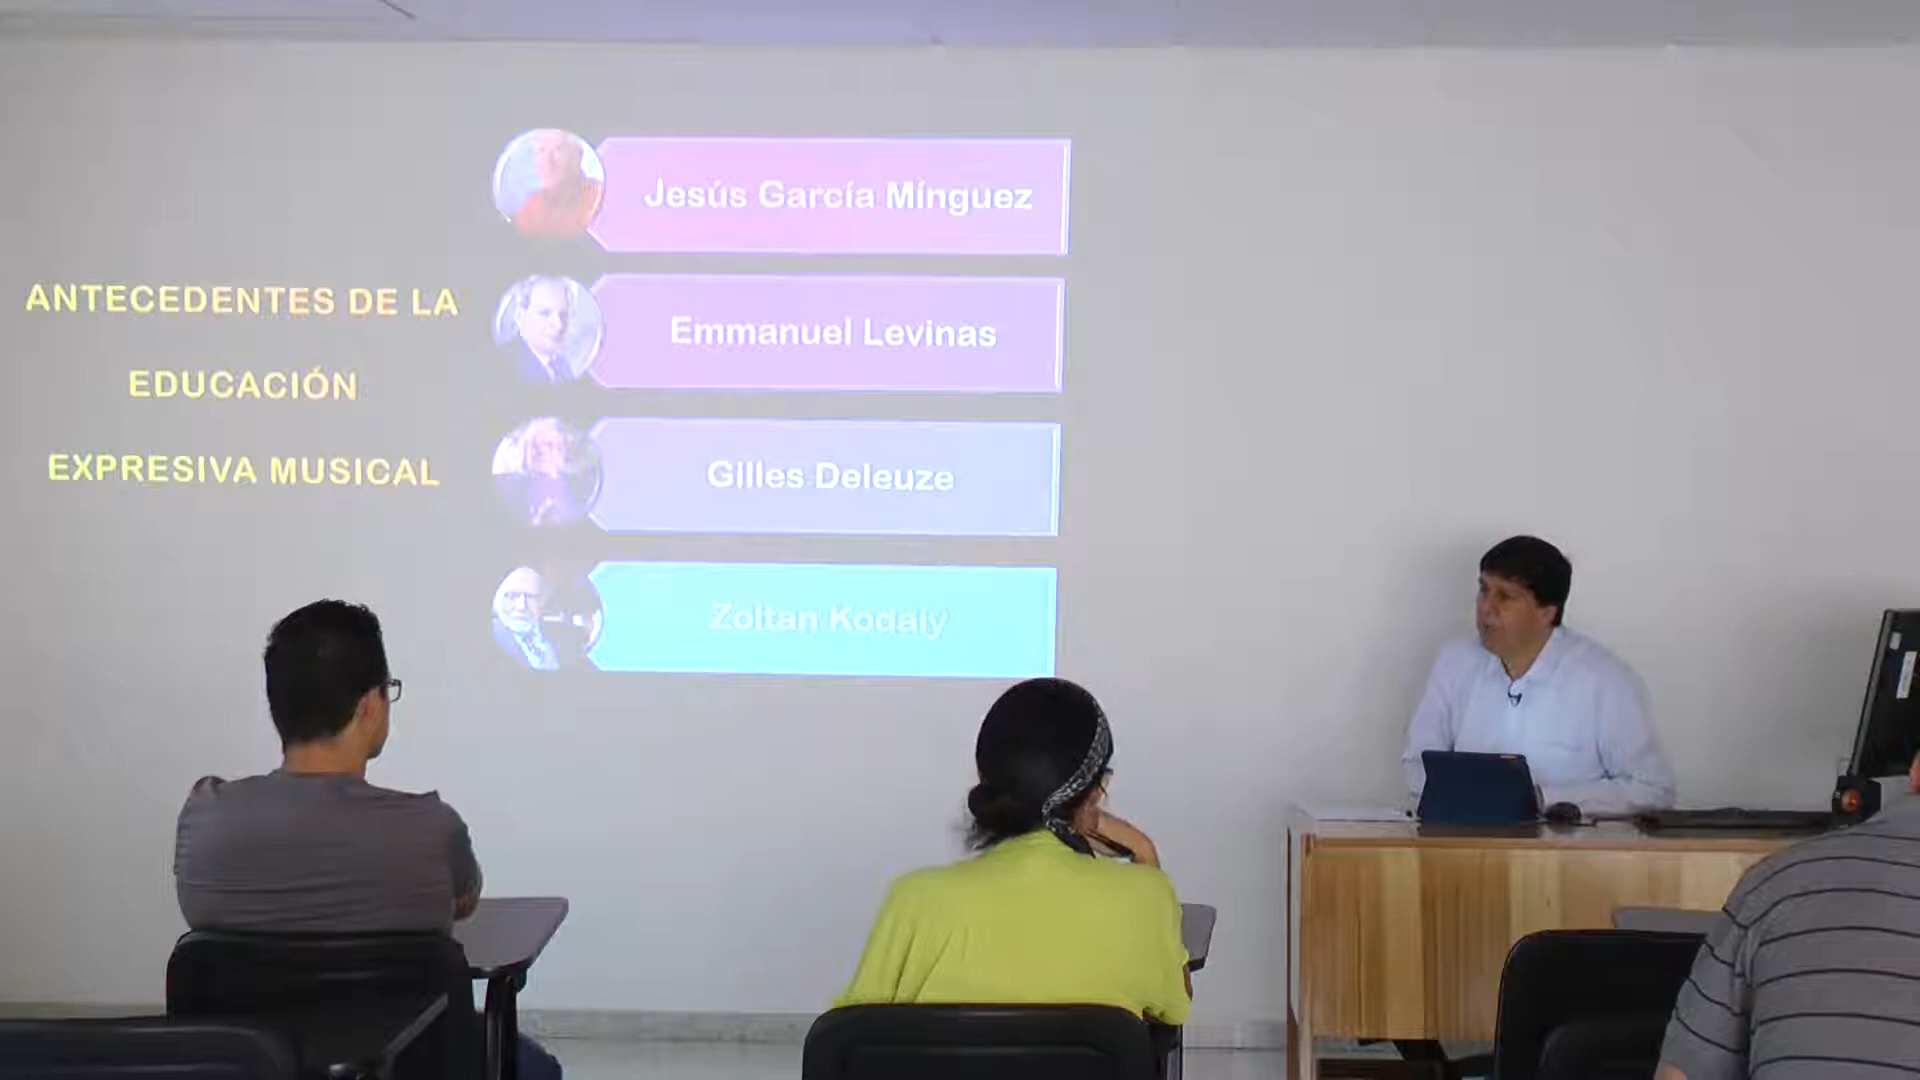 ANTECEDENTES DE LA
EDUCACIÓN
EXPRESIVA MUSICAL
Jesús García Mínguez
Emmanuel Levinas
Gilles Deleuze
Zoltan Kodaly